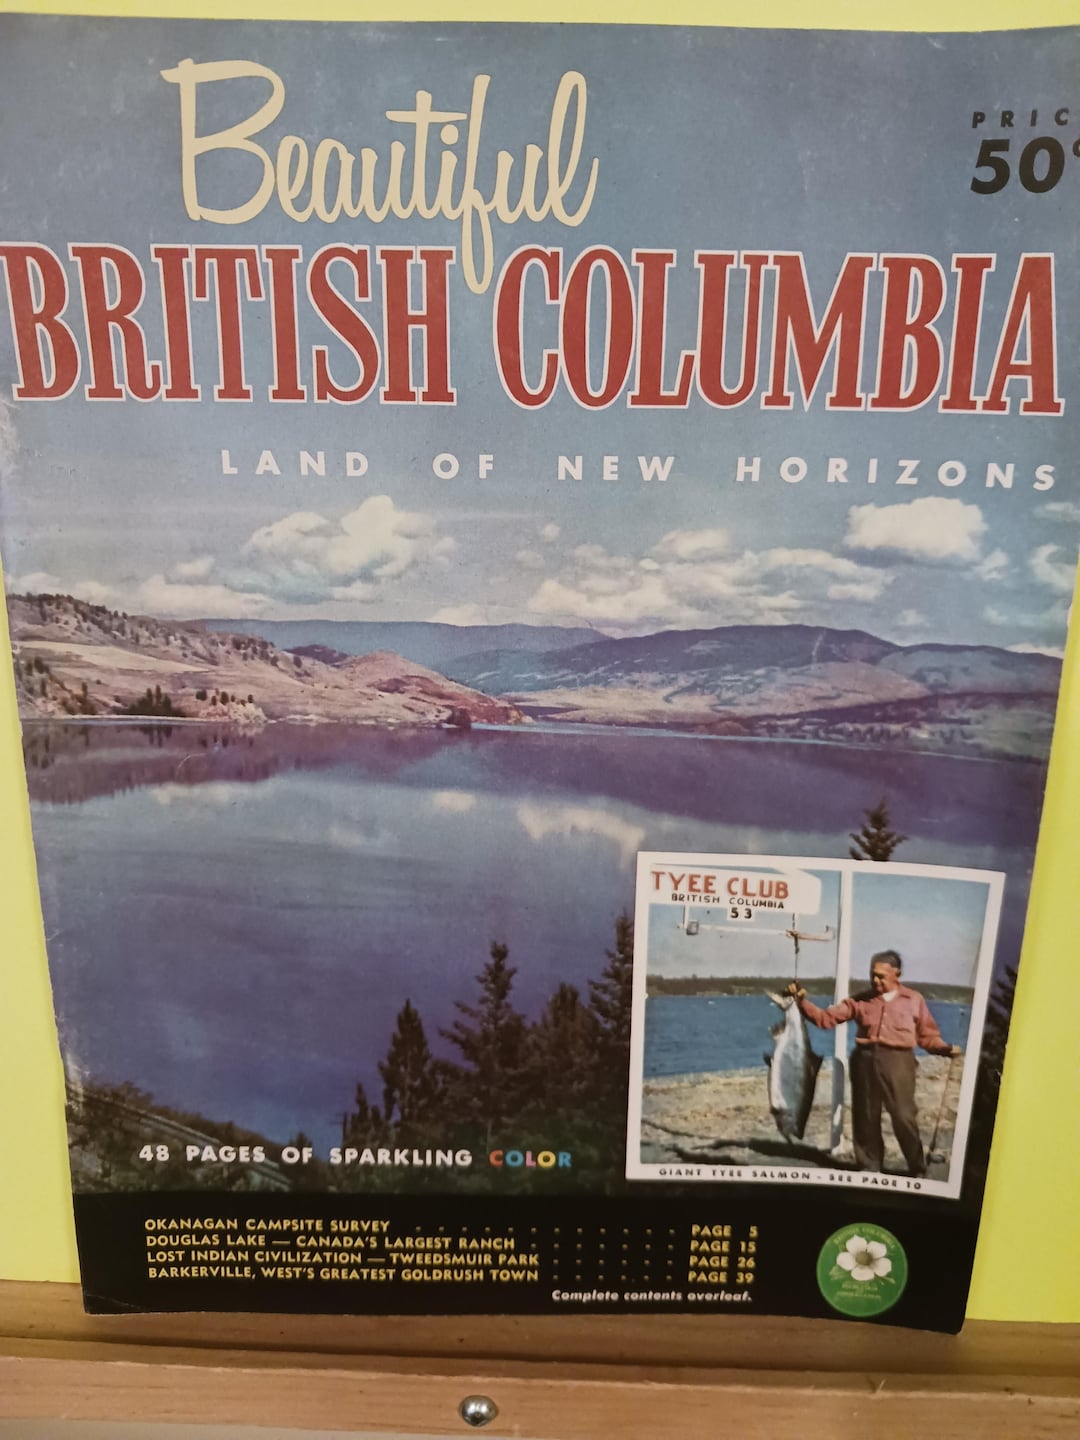 Beautiful
PRIC
50¢
BRITISH COLUMBIA
LAND OF NEW HORIZONS
TYEE CLUB
BRITISH COLUMBIA
53
GIANT TYEE SALMON - SEE PAGE 10
48 PAGES OF SPARKLING COLOR
OKANAGAN CAMPSITE SURVEY . . . . . . . . . . . . PAGE 5
DOUGLAS LAKE — CANADA'S LARGEST RANCH . . . . . . PAGE 15
LOST INDIAN CIVILIZATION — TWEEDSMUIR PARK . . . . . PAGE 26
BARKERVILLE, WEST'S GREATEST GOLDRUSH TOWN . . . . . PAGE 39
Complete contents overleaf.